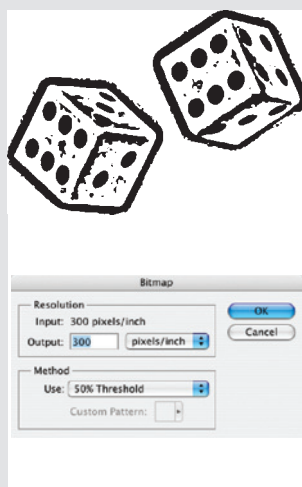 Bitmap
Resolution
Input: 300 pixels/inch
OK
Output: 300 pixels/inch
Cancel
Method
Use: 50% Threshold
Custom Pattern: